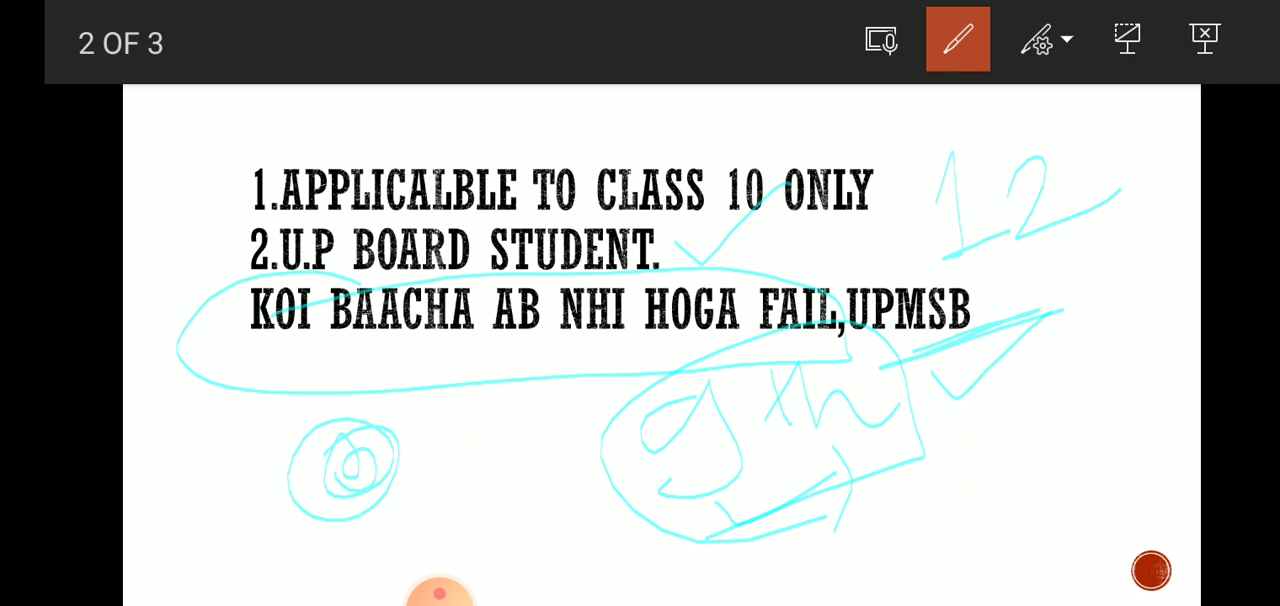 2 OF 3
1.APPLICALBLE TO CLASS 10 ONLY
12
2.U.P BOARD STUDENT.
KOI BAACHA AB NHI HOGA FAIL,UPMSB
9th